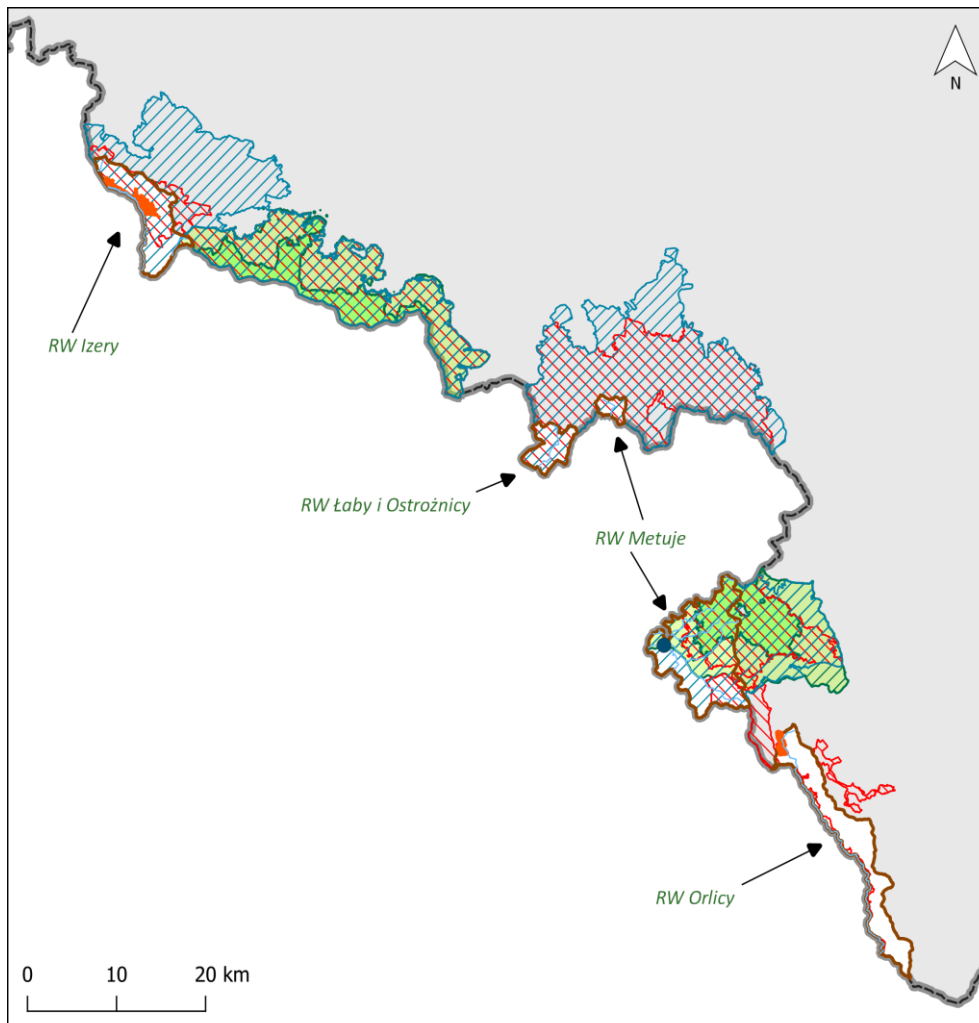 N
RW Izery
RW Łaby i Ostrożnicy
RW Metuje
RW Orlicy
0 10 20 km